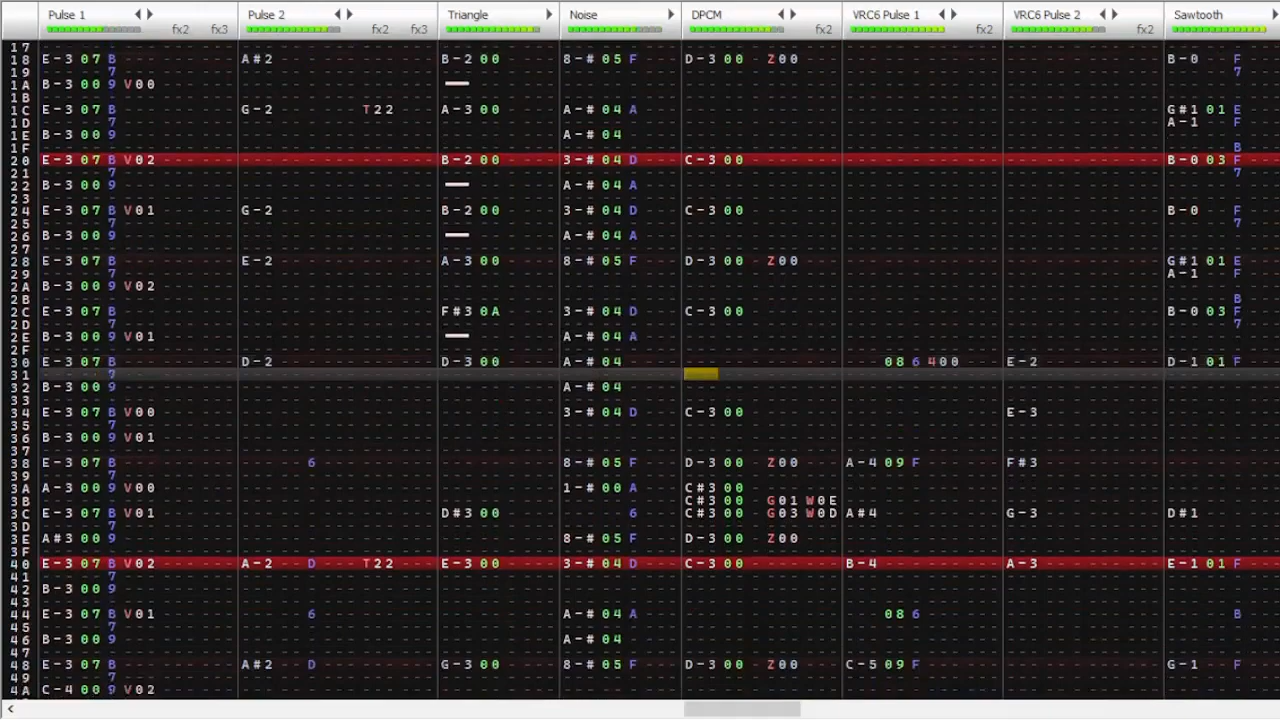 Pulse 1 fx2 fx3 Pulse 2 fx2 fx3 Triangle Noise DPCM fx2 VRC6 Pulse 1 fx2 VRC6 Pulse 2 fx2 Sawtooth
17
18 E-3 07 B A#2 B-2 00 8-# 05 F D-3 00 Z00 B-0 F
19 7 7
1A B-3 00 9 V00
1B
1C E-3 07 B G-2 T22 A-3 00 A-# 04 A G#1 01 E
1D 7 A-1 F
1E B-3 00 9 A-# 04
1F B
20 E-3 07 B V02 B-2 00 3-# 04 D C-3 00 B-0 03 F
21 7 7
22 B-3 00 9 A-# 04 A
23
24 E-3 07 B V01 G-2 B-2 00 3-# 04 D C-3 00 B-0 F
25 7 7
26 B-3 00 9 A-# 04 A
27
28 E-3 07 B E-2 A-3 00 8-# 05 F D-3 00 Z00 G#1 01 E
29 7 A-1 F
2A B-3 00 9 V02
2B B
2C E-3 07 B F#3 0A 3-# 04 D C-3 00 B-0 03 F
2D 7 7
2E B-3 00 9 V01 A-# 04 A
2F
30 E-3 07 B D-2 D-3 00 A-# 04 08 6 400 E-2 D-1 01 F
31 7
32 B-3 00 9 A-# 04
33
34 E-3 07 B V00 3-# 04 D C-3 00 E-3
35 7
36 B-3 00 9 V01
37
38 E-3 07 B 6 8-# 05 F D-3 00 Z00 A-4 09 F F#3
39 7
3A A-3 00 9 V00 1-# 00 A C#3 00
3B C#3 00 G01 W0E
3C E-3 07 B V01 D#3 00 6 C#3 00 G03 W0D A#4 G-3 D#1
3D 7
3E A#3 00 9 8-# 05 F D-3 00 Z00
3F
40 E-3 07 B V02 A-2 D T22 E-3 00 3-# 04 D C-3 00 B-4 A-3 E-1 01 F
41 7
42 B-3 00 9
43
44 E-3 07 B V01 6 A-# 04 A 08 6 B
45 7
46 B-3 00 9 A-# 04
47
48 E-3 07 B A#2 D G-3 00 8-# 05 F D-3 00 Z00 C-5 09 F G-1 F
49 7
4A C-4 00 9 V02